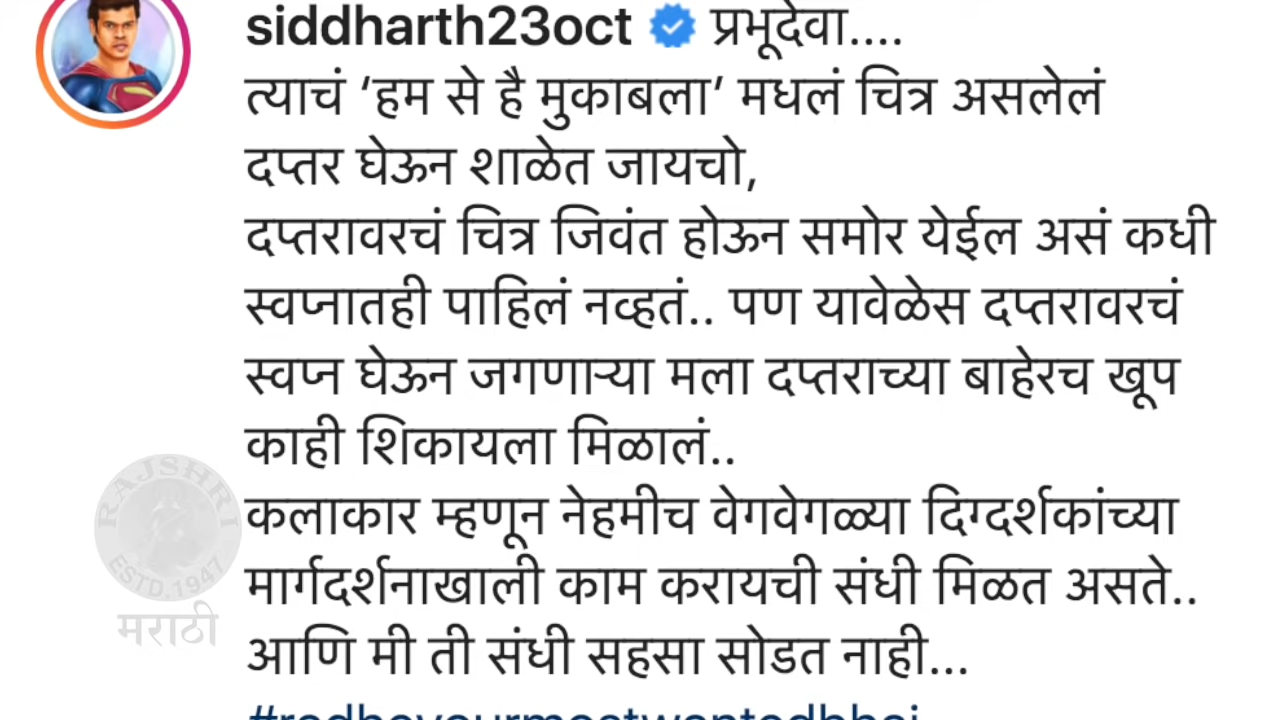 siddharth23oct प्रभूदेवा....
त्याचं ‘हम से है मुकाबला’ मधलं चित्र असलेलं
दप्तर घेऊन शाळेत जायचो,
दप्तरावरचं चित्र जिवंत होऊन समोर येईल असं कधी
स्वप्नातही पाहिलं नव्हतं.. पण यावेळेस दप्तरावरचं
स्वप्न घेऊन जगणाऱ्या मला दप्तराच्या बाहेरच खूप
काही शिकायला मिळालं..
कलाकार म्हणून नेहमीच वेगवेगळ्या दिग्दर्शकांच्या
मार्गदर्शनाखाली काम करायची संधी मिळत असते..
आणि मी ती संधी सहसा सोडत नाही...
#radheyourmostwantedbhai
RAJSHRI
ESTD.1947
मराठी